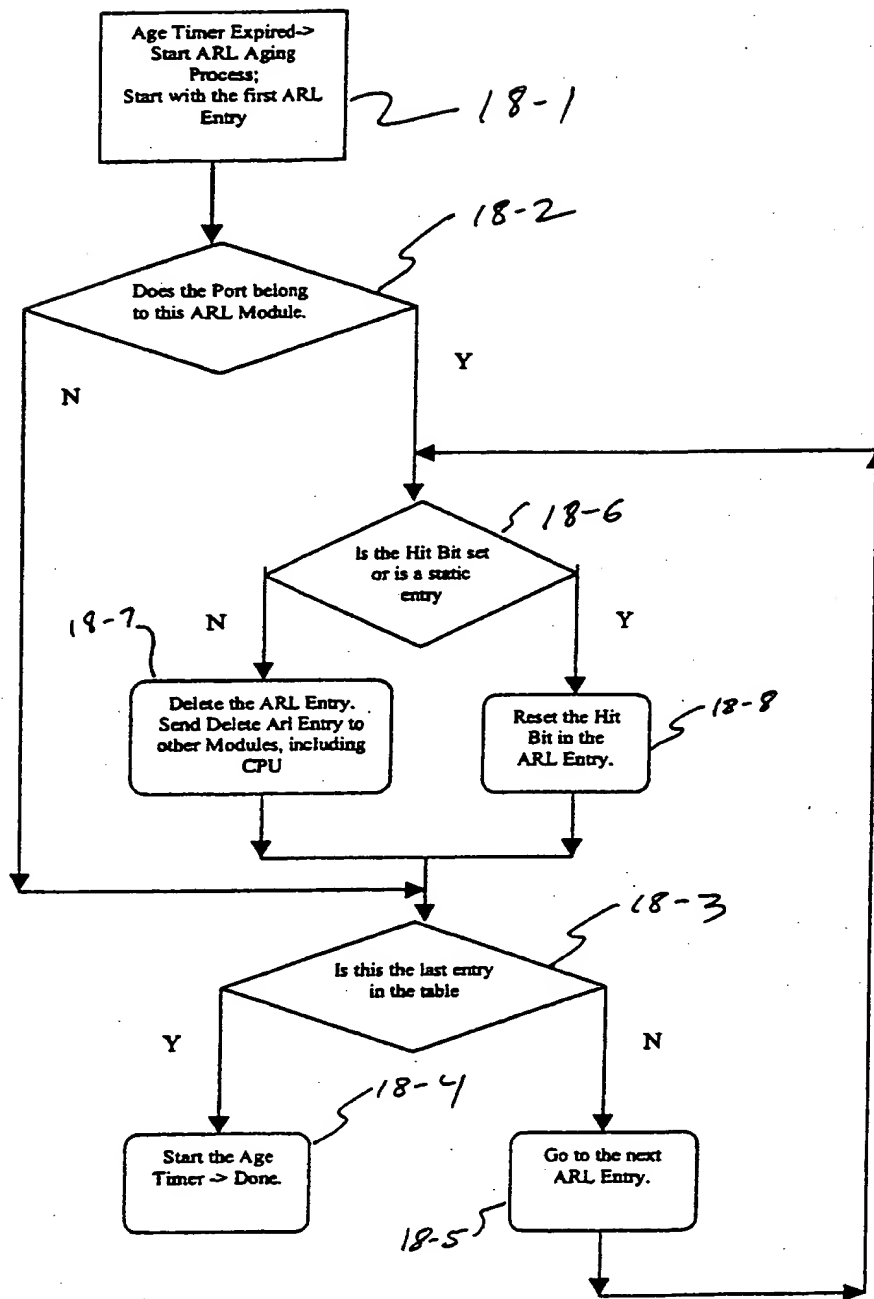 Age Timer Expired->
Start ARL Aging
Process;
Start with the first ARL
Entry
18-1
18-2
Does the Port belong
to this ARL Module.
N
Y
18-6
Is the Hit Bit set
or is a static
entry
18-7
N
Y
Delete the ARL Entry.
Send Delete Arl Entry to
other Modules, including
CPU
Reset the Hit
Bit in the
ARL Entry.
18-8
18-3
Is this the last entry
in the table
Y
N
18-4
Start the Age
Timer -> Done.
Go to the next
ARL Entry.
18-5